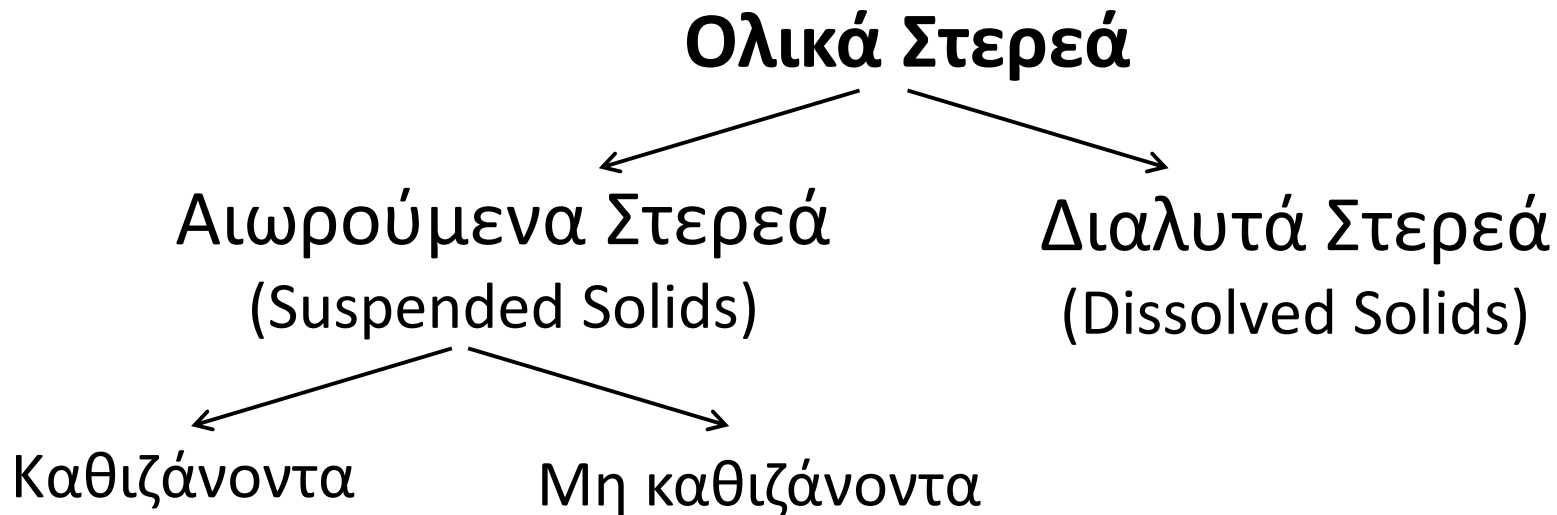 Ολικά Στερεά
Αιωρούμενα Στερεά
(Suspended Solids)
Διαλυτά Στερεά
(Dissolved Solids)
Καθιζάνοντα
Μη καθιζάνοντα